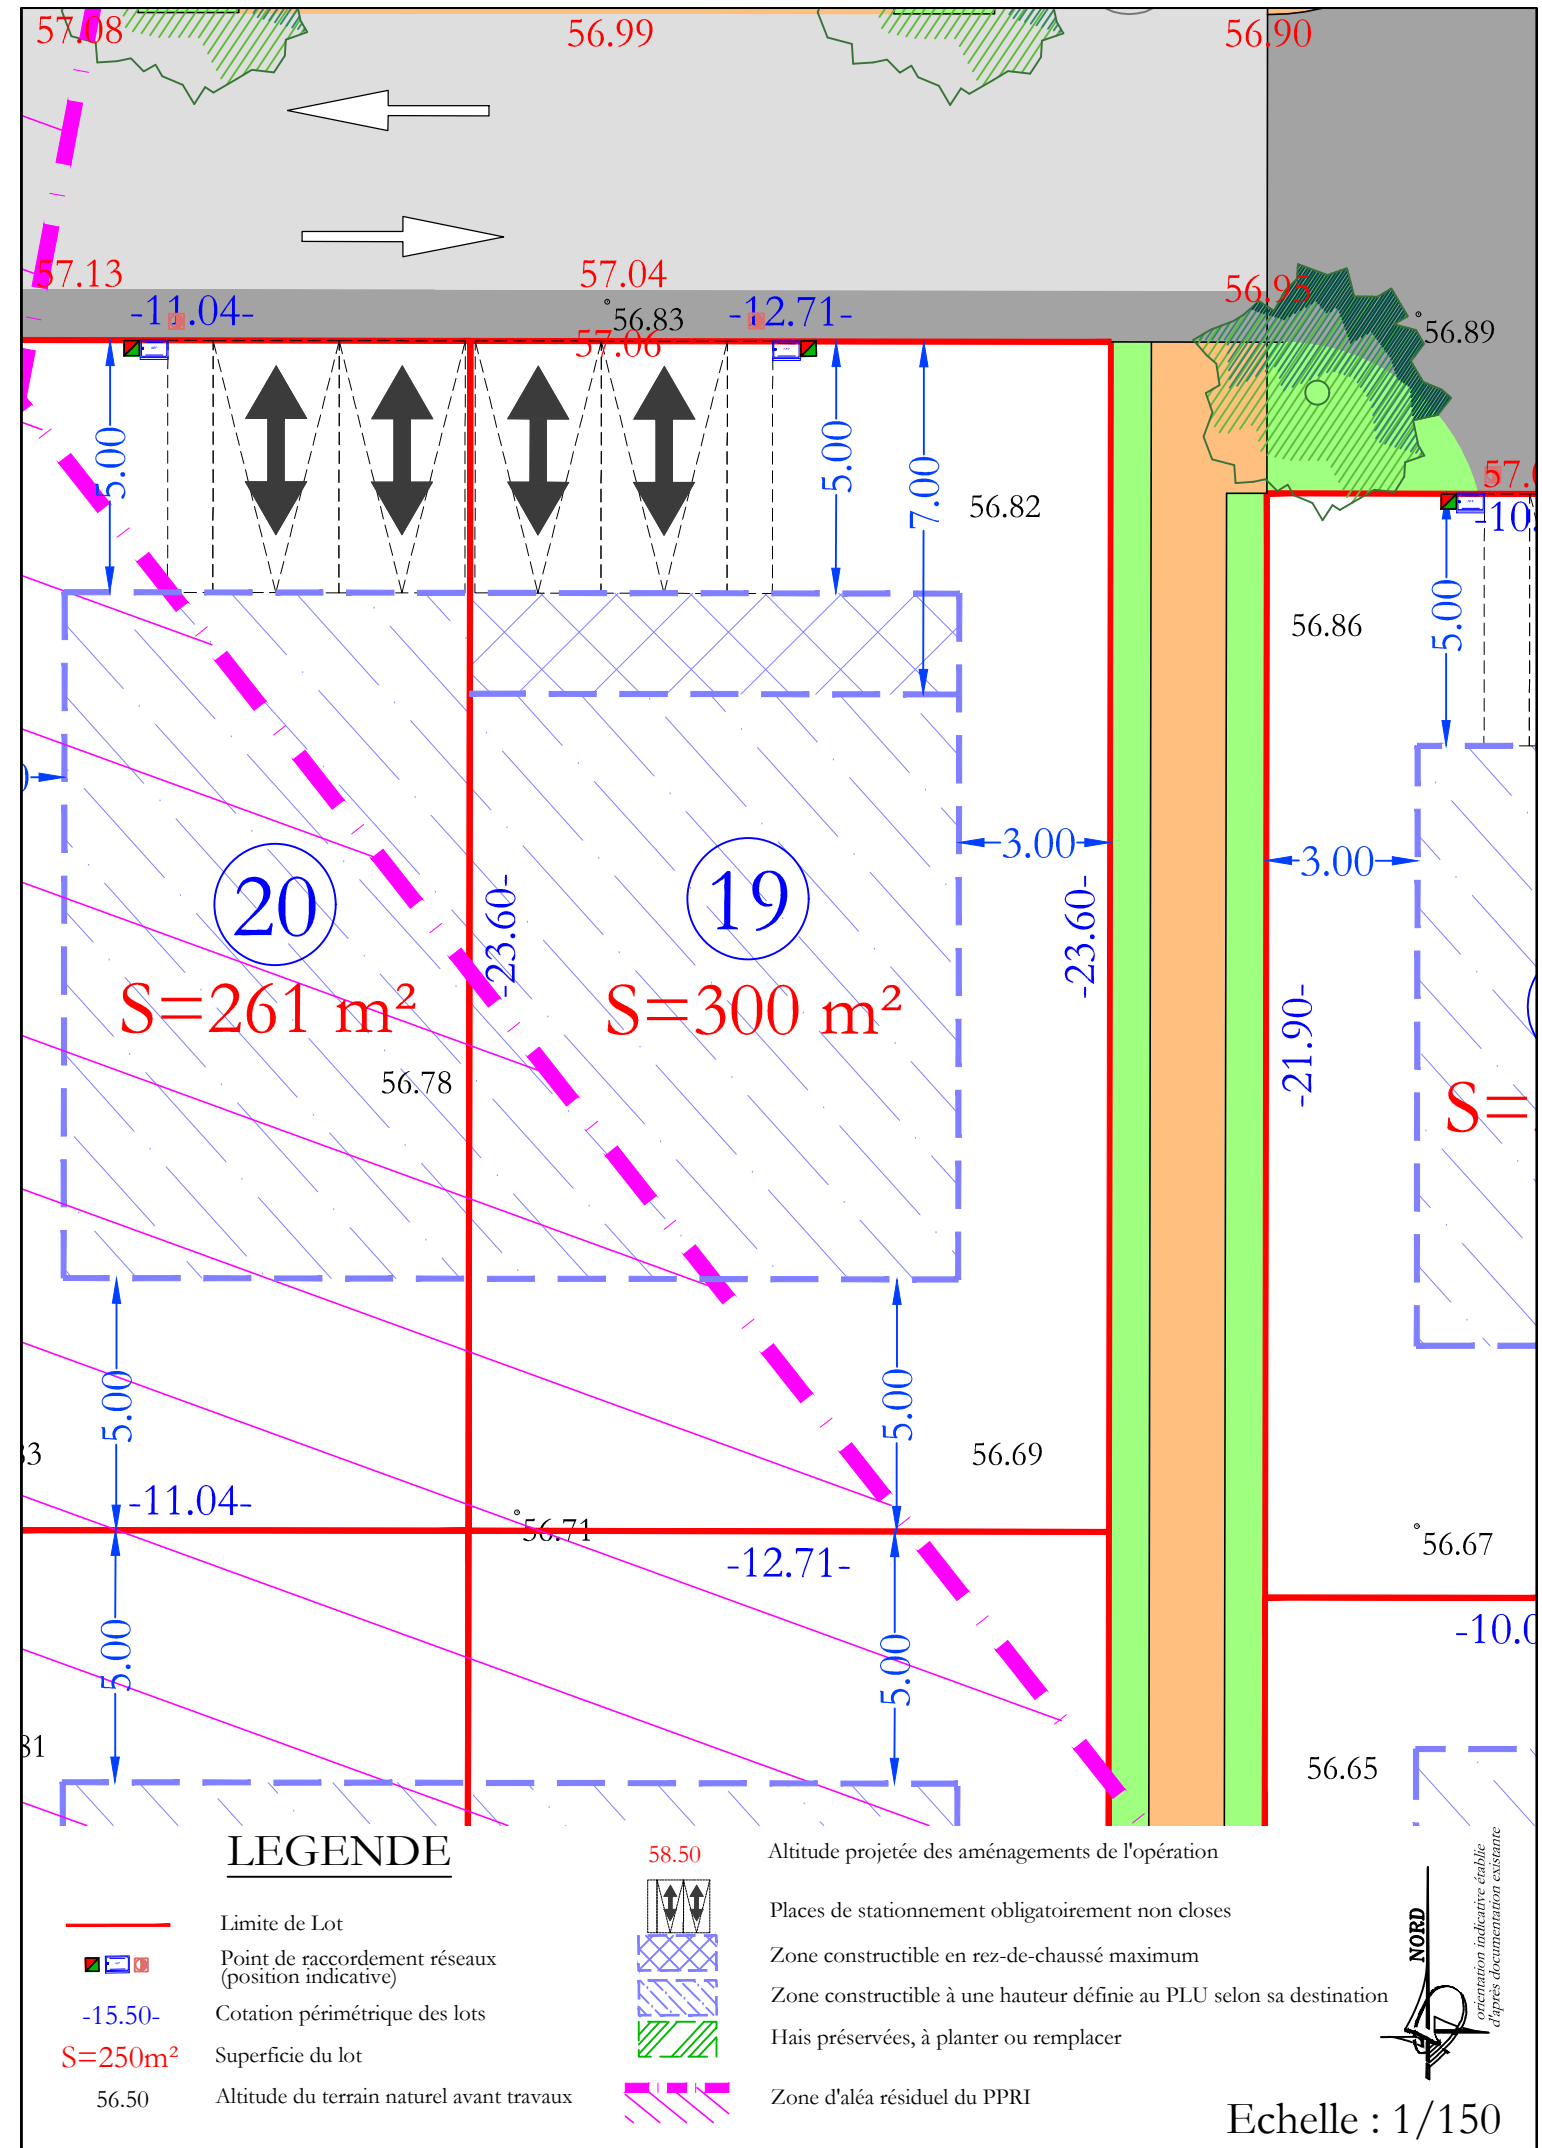 57.08
56.99
56.90
57.13
57.04
56.95
-11.04-
56.83
-12.71-
57.06
56.89
5.00
5.00
7.00
56.82
57.0
-10.
5.00
56.86
3.00
3.00
20
19
-23.60-
-23.60-
S=261 m²
S=300 m²
-21.90-
56.78
S=
5.00
5.00
56.69
-11.04-
56.71
-12.71-
56.67
5.00
5.00
-10.0
81
56.65
LEGENDE
Limite de Lot
Point de raccordement réseaux
(position indicative)
-15.50- Cotation périmétrique des lots
S=250m² Superficie du lot
56.50 Altitude du terrain naturel avant travaux
58.50 Altitude projetée des aménagements de l'opération
Places de stationnement obligatoirement non closes
Zone constructible en rez-de-chaussé maximum
Zone constructible à une hauteur définie au PLU selon sa destination
Hais préservées, à planter ou remplacer
Zone d'aléa résiduel du PPRI
NORD
orientation indicative établie
d'après documentation existante
Echelle : 1/150